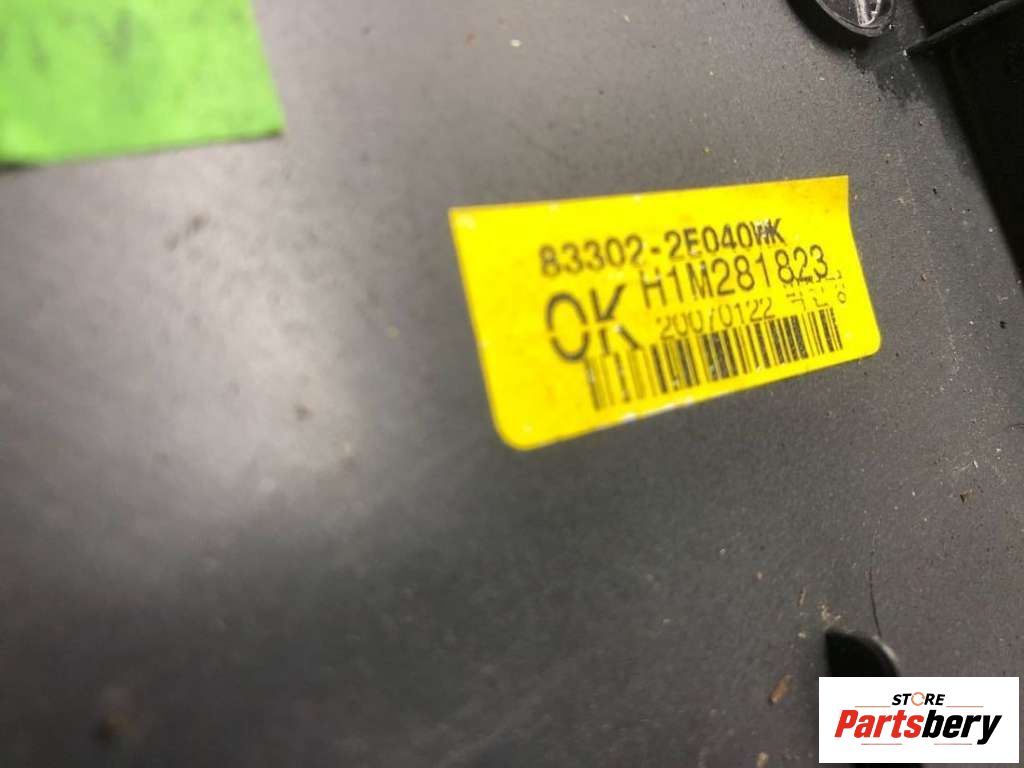 83302-2E040WK
H1M281823
OK 20070122
STORE
Partsbery